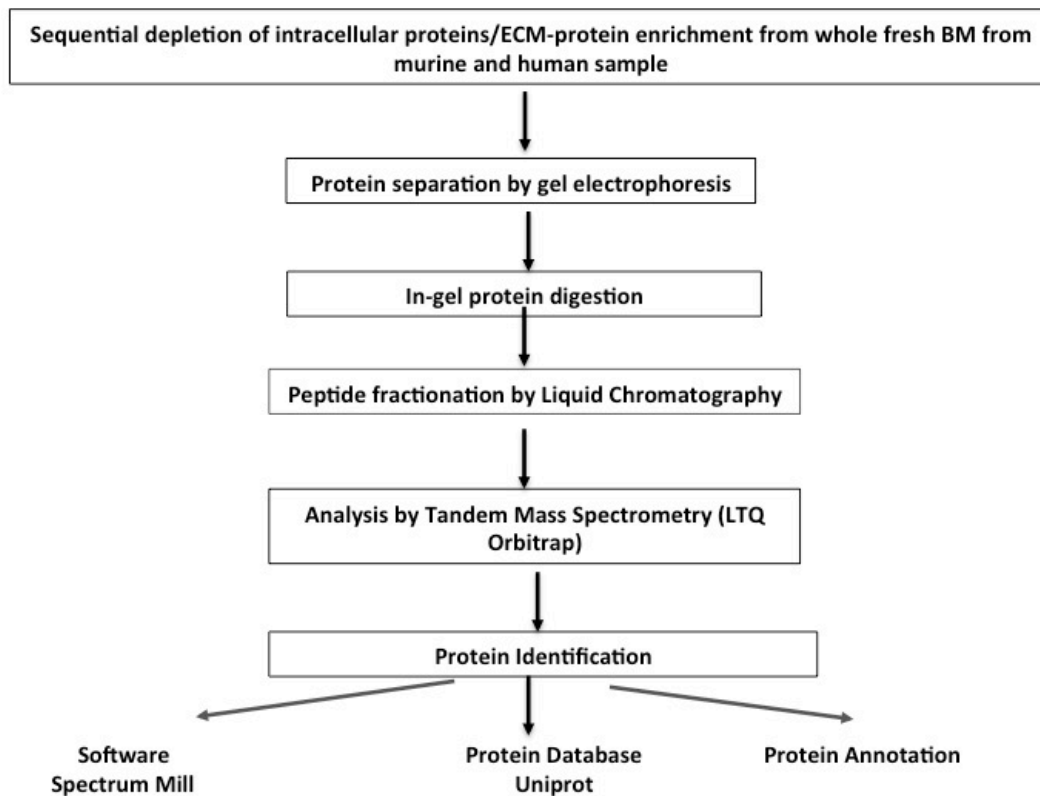 Sequential depletion of intracellular proteins/ECM-protein enrichment from whole fresh BM from
murine and human sample
Protein separation by gel electrophoresis
In-gel protein digestion
Peptide fractionation by Liquid Chromatography
Analysis by Tandem Mass Spectrometry (LTQ
Orbitrap)
Protein Identification
Software
Spectrum Mill
Protein Database
Uniprot
Protein Annotation